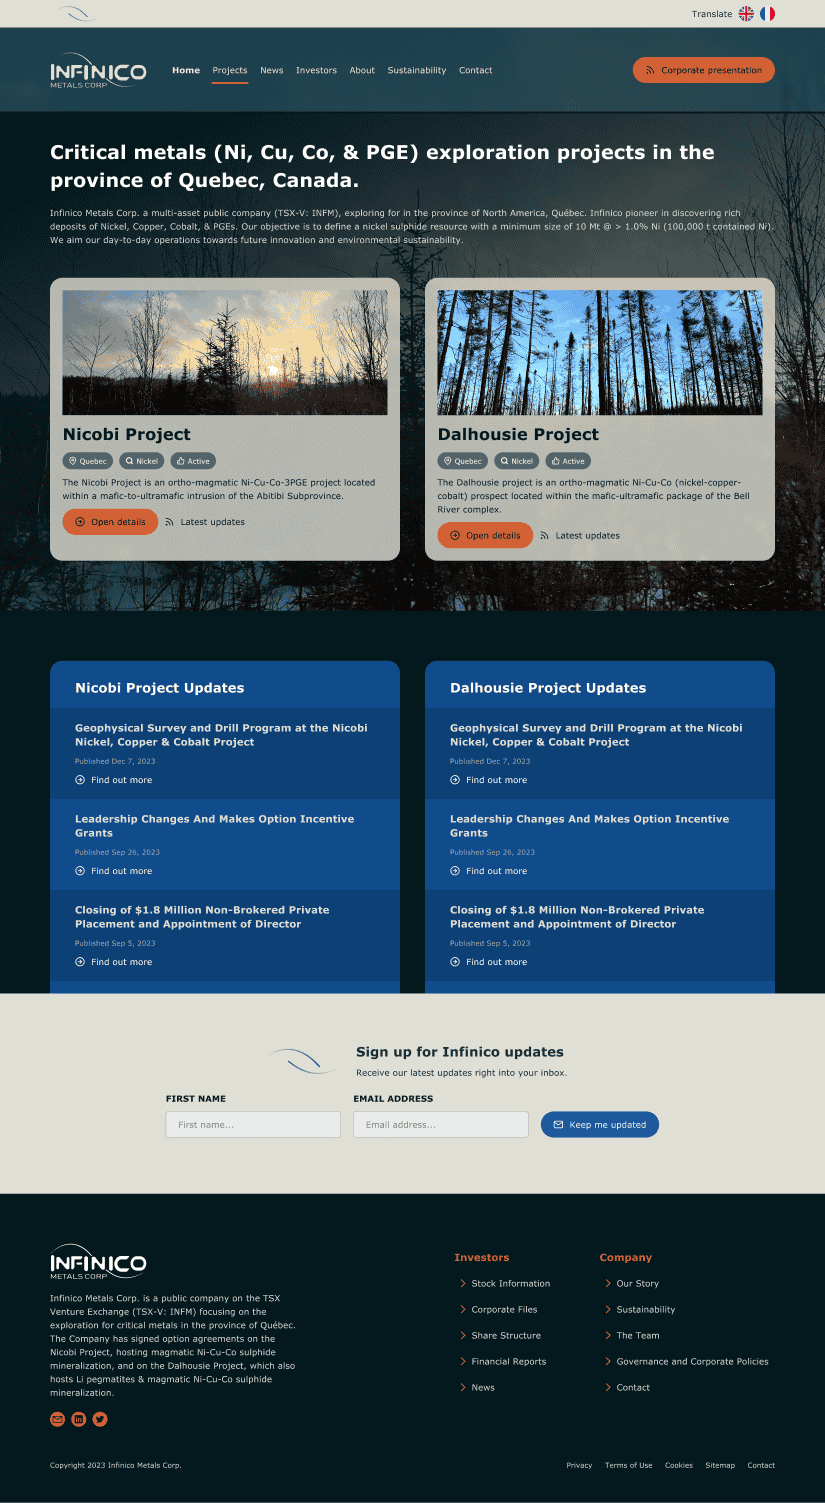 Translate
INFINICO
METALS CORP
Home Projects News Investors About Sustainability Contact
Corporate presentation
Critical metals (Ni, Cu, Co, & PGE) exploration projects in the
province of Quebec, Canada.
Infinico Metals Corp. a multi-asset public company (TSX-V: INFM), exploring for in the province of North America, Québec. Infinico pioneer in discovering rich
deposits of Nickel, Copper, Cobalt, & PGEs. Our objective is to define a nickel sulphide resource with a minimum size of 10 Mt @ > 1.0% Ni (100,000 t contained Ni).
We aim our day-to-day operations towards future innovation and environmental sustainability.
Nicobi Project
Quebec Nickel Active
The Nicobi Project is an ortho-magmatic Ni-Cu-Co-3PGE project located
within a mafic-to-ultramafic intrusion of the Abitibi Subprovince.
Open details Latest updates
Dalhousie Project
Quebec Nickel Active
The Dalhousie project is an ortho-magmatic Ni-Cu-Co (nickel-copper-
cobalt) prospect located within the mafic-ultramafic package of the Bell
River complex.
Open details Latest updates
Nicobi Project Updates
Geophysical Survey and Drill Program at the Nicobi
Nickel, Copper & Cobalt Project
Published Dec 7, 2023
Find out more
Leadership Changes And Makes Option Incentive
Grants
Published Sep 26, 2023
Find out more
Closing of $1.8 Million Non-Brokered Private
Placement and Appointment of Director
Published Sep 5, 2023
Find out more
Dalhousie Project Updates
Geophysical Survey and Drill Program at the Nicobi
Nickel, Copper & Cobalt Project
Published Dec 7, 2023
Find out more
Leadership Changes And Makes Option Incentive
Grants
Published Sep 26, 2023
Find out more
Closing of $1.8 Million Non-Brokered Private
Placement and Appointment of Director
Published Sep 5, 2023
Find out more
Sign up for Infinico updates
Receive our latest updates right into your inbox.
FIRST NAME
First name...
EMAIL ADDRESS
Email address...
Keep me updated
INFINICO
METALS CORP
Infinico Metals Corp. is a public company on the TSX
Venture Exchange (TSX-V: INFM) focusing on the
exploration for critical metals in the province of Québec.
The Company has signed option agreements on the
Nicobi Project, hosting magmatic Ni-Cu-Co sulphide
mineralization, and on the Dalhousie Project, which also
hosts Li pegmatites & magmatic Ni-Cu-Co sulphide
mineralization.
Investors
Stock Information
Corporate Files
Share Structure
Financial Reports
News
Company
Our Story
Sustainability
The Team
Governance and Corporate Policies
Contact
Copyright 2023 Infinico Metals Corp.
Privacy Terms of Use Cookies Sitemap Contact